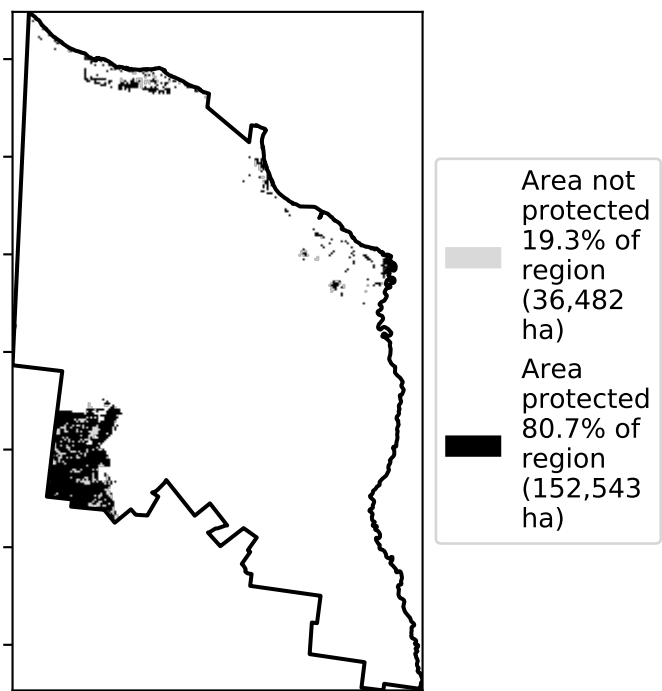 Area not
protected
19.3% of
region
(36,482
ha)
Area
protected
80.7% of
region
(152,543
ha)